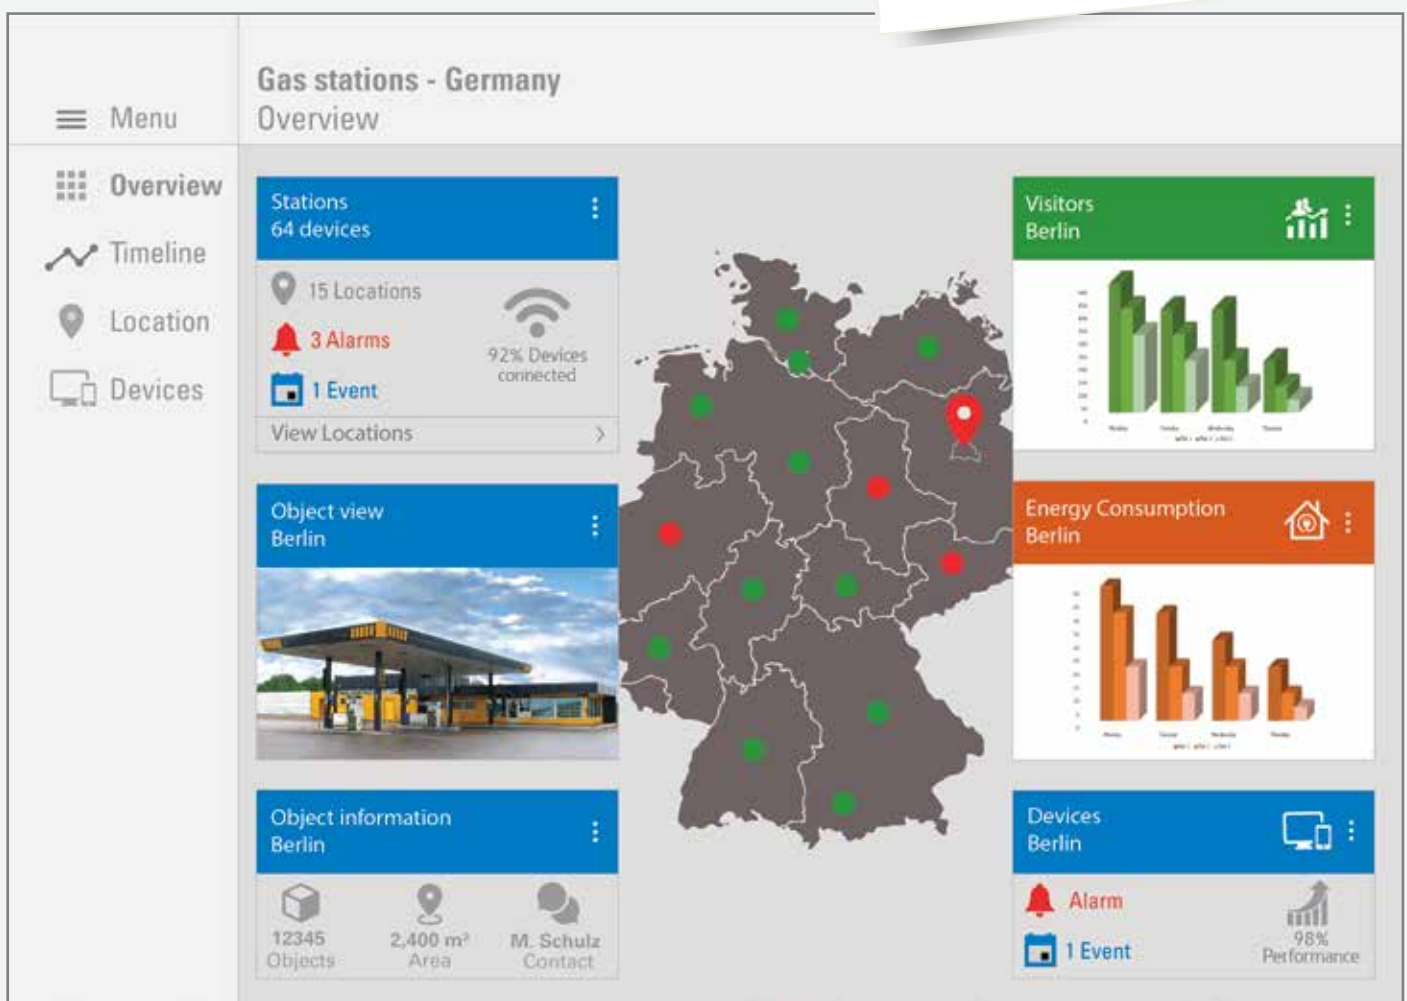 Gas stations - Germany
Overview
Menu
Overview
Timeline
Location
Devices
Stations
64 devices
15 Locations
3 Alarms
1 Event
92% Devices
connected
View Locations
Object view
Berlin
Object information
Berlin
12345
Objects
2,400 m²
Area
M. Schulz
Contact
Visitors
Berlin
Energy Consumption
Berlin
Devices
Berlin
Alarm
1 Event
98%
Performance